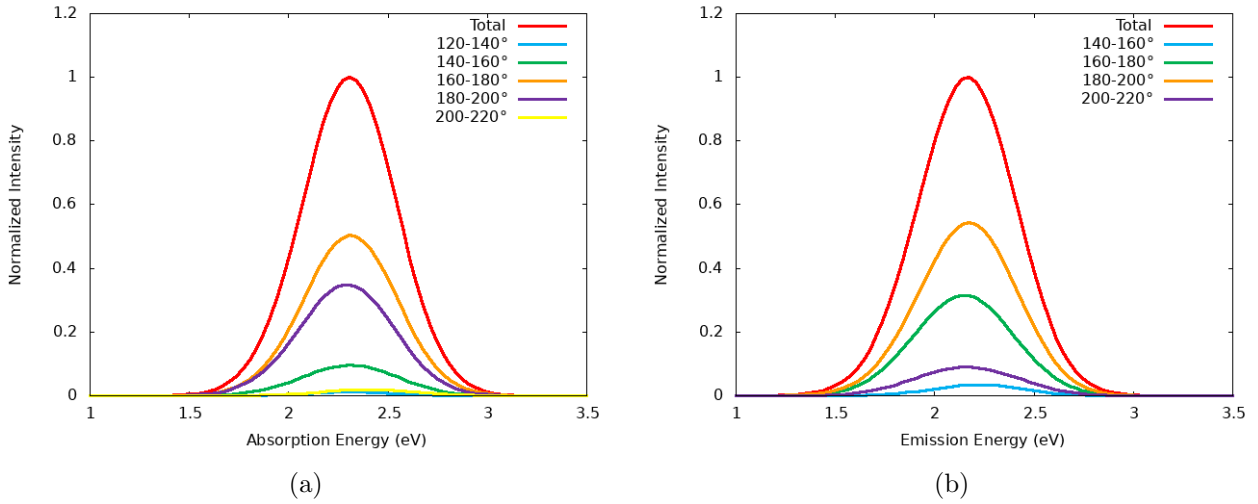 1.2
1
0.8
0.6
0.4
0.2
0
1 1.5 2 2.5 3 3.5
Normalized Intensity
Absorption Energy (eV)
Total
120-140°
140-160°
160-180°
180-200°
200-220°
(a)
1.2
1
0.8
0.6
0.4
0.2
0
1 1.5 2 2.5 3 3.5
Normalized Intensity
Emission Energy (eV)
Total
140-160°
160-180°
180-200°
200-220°
(b)